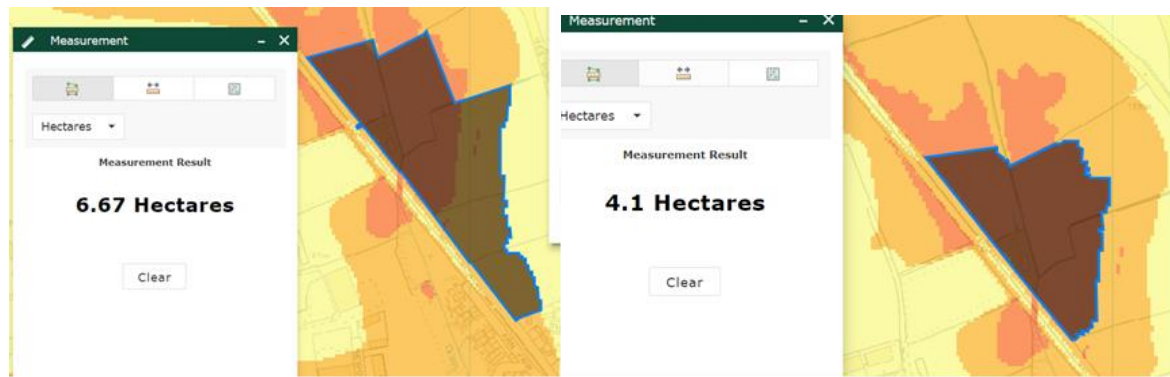 Measurement
Hectares
Measurement Result
6.67 Hectares
Clear
Measurement
Hectares
Measurement Result
4.1 Hectares
Clear